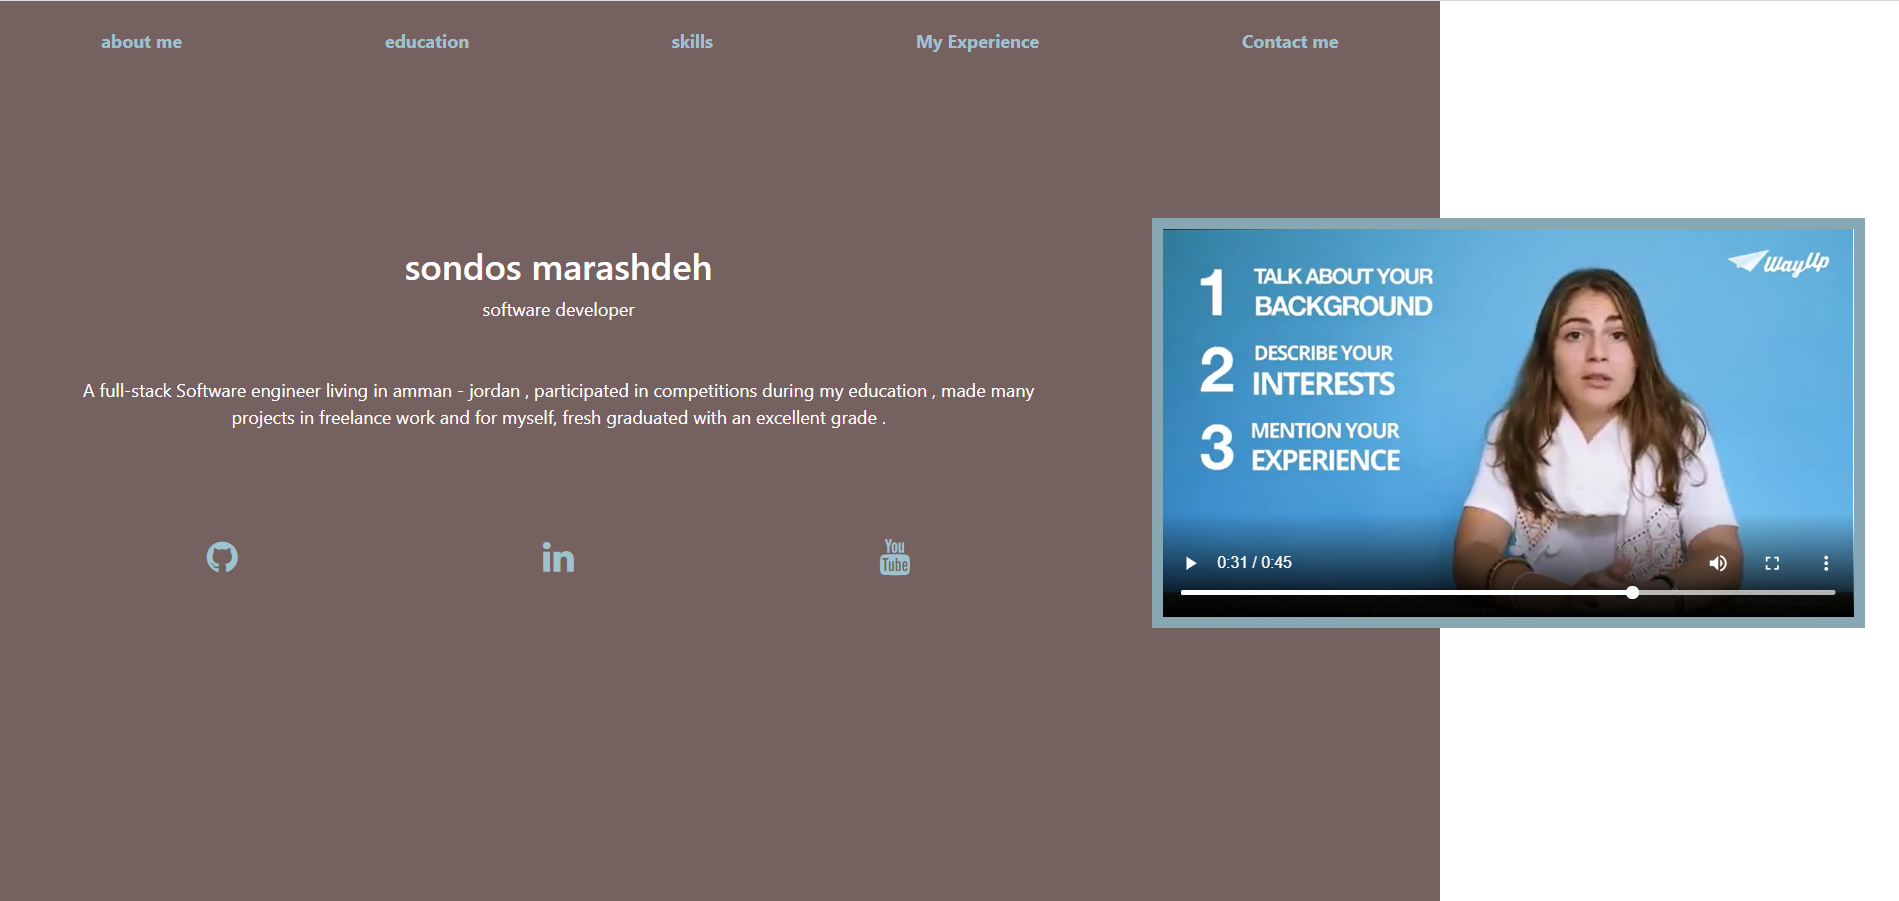 about me
education
skills
My Experience
Contact me
sondos marashdeh
software developer
A full-stack Software engineer living in amman - jordan , participated in competitions during my education , made many
projects in freelance work and for myself, fresh graduated with an excellent grade .
in
You
Tube
WayUp
1 TALK ABOUT YOUR
BACKGROUND
2 DESCRIBE YOUR
INTERESTS
3 MENTION YOUR
EXPERIENCE
0:31 / 0:45